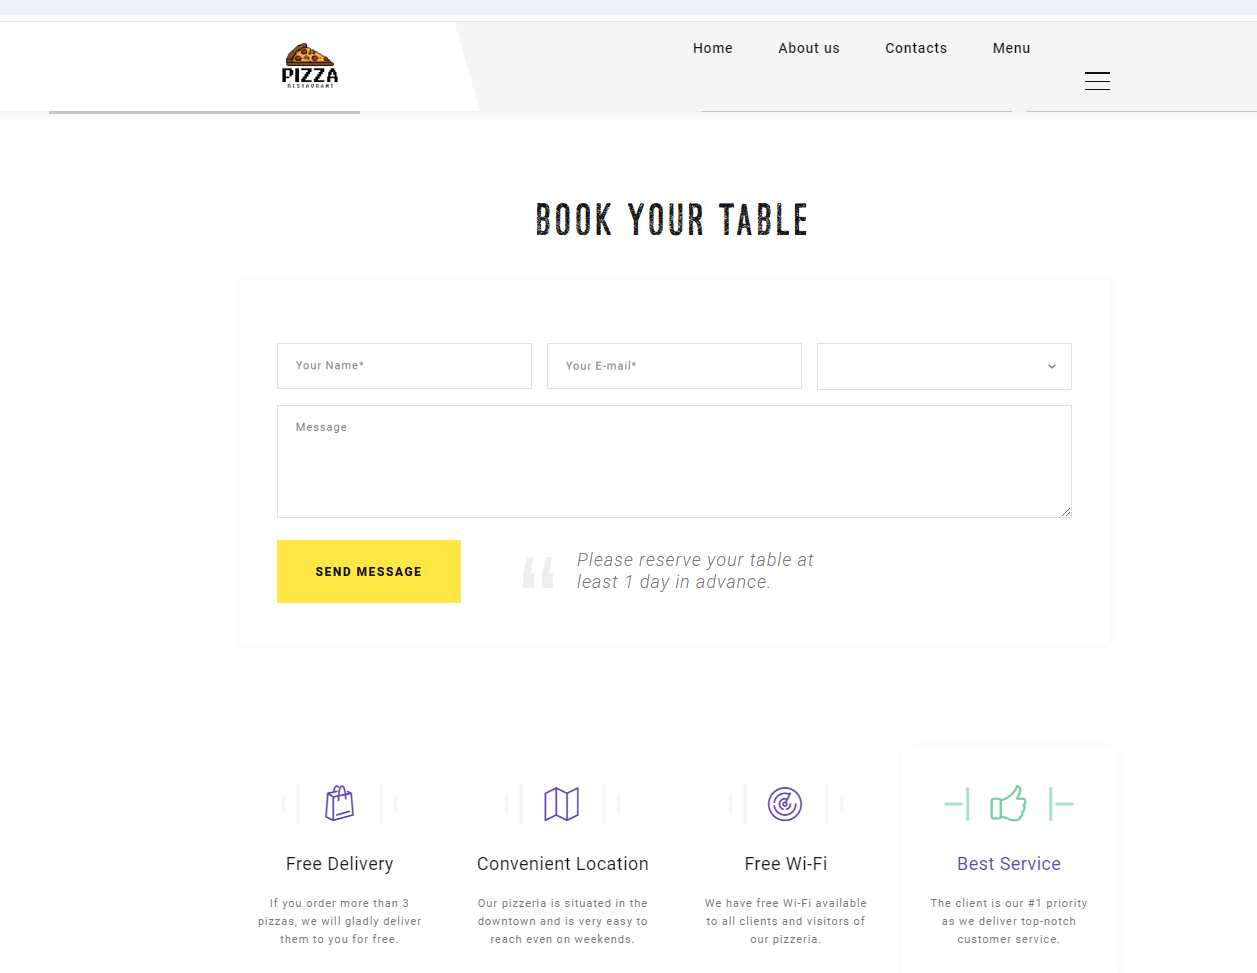 PIZZA
RESTAURANT
Home About us Contacts Menu
BOOK YOUR TABLE
Your Name* Your E-mail*
Message
SEND MESSAGE
“ Please reserve your table at
least 1 day in advance.
Free Delivery
If you order more than 3
pizzas, we will gladly deliver
them to you for free.
Convenient Location
Our pizzeria is situated in the
downtown and is very easy to
reach even on weekends.
Free Wi-Fi
We have free Wi-Fi available
to all clients and visitors of
our pizzeria.
Best Service
The client is our #1 priority
as we deliver top-notch
customer service.